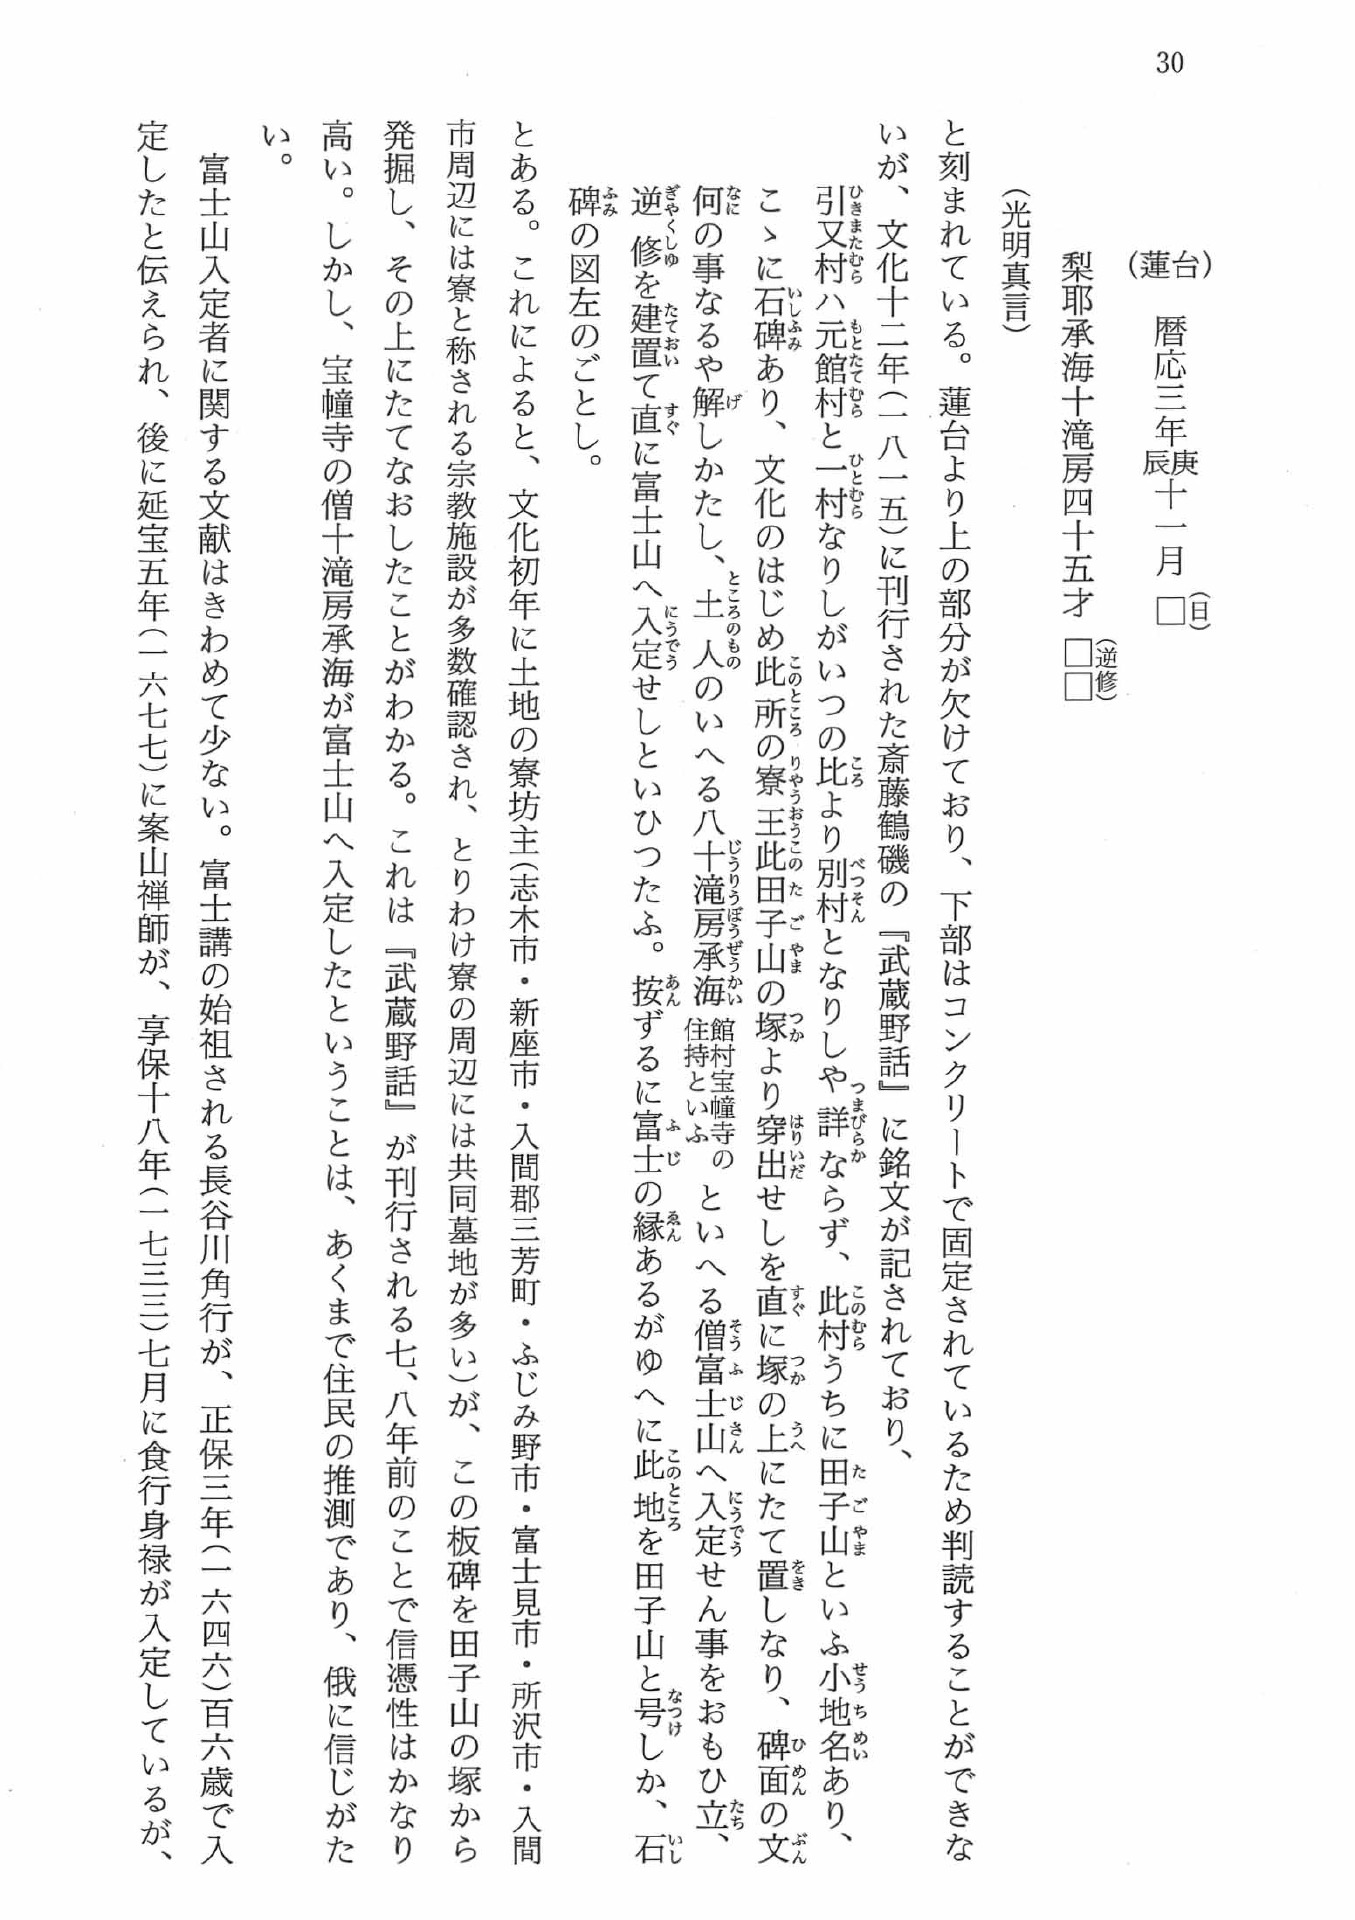 30
(蓮台)
暦応三年庚辰十一月□(日)
梨耶承海十滝房四十五才□□(逆修)
(光明真言)
と刻まれている。蓮台より上の部分が欠けており、下部はコンクリートで固定されているため判読することができな
いが、文化十二年(一八一五)に刊行された斎藤鶴磯の『武蔵野話』に銘文が記されており、
引又村ハ元館村と一村なりしがいつの比より別村となりしや詳ならず、此村うちに田子山といふ小地名あり、
こゝに石碑あり、文化のはじめ此所の寮王此田子山の塚より穿出せしを直に塚の上にたて置しなり、碑面の文
何の事なるや解しかたし、土人のいへる八十滝房承海館村宝幢寺の住持といふといへる僧富士山へ入定せん事をおもひ立、
逆修を建置て直に富士山へ入定せしといひつたふ。按ずるに富士の縁あるがゆへに此地を田子山と号しか、石
碑の図左のごとし。
とある。これによると、文化初年に土地の寮坊主(志木市・新座市・入間郡三芳町・ふじみ野市・富士見市・所沢市・入間
市周辺には寮と称される宗教施設が多数確認され、とりわけ寮の周辺には共同墓地が多い)が、この板碑を田子山の塚から
発掘し、その上にたてなおしたことがわかる。これは『武蔵野話』が刊行される七、八年前のことで信憑性はかなり
高い。しかし、宝幢寺の僧十滝房承海が富士山へ入定したということは、あくまで住民の推測であり、俄に信じがた
い。
富士山入定者に関する文献はきわめて少ない。富士講の始祖される長谷川角行が、正保三年(一六四六)百六歳で入
定したと伝えられ、後に延宝五年(一六七七)に案山禅師が、享保十八年(一七三三)七月に食行身禄が入定しているが、